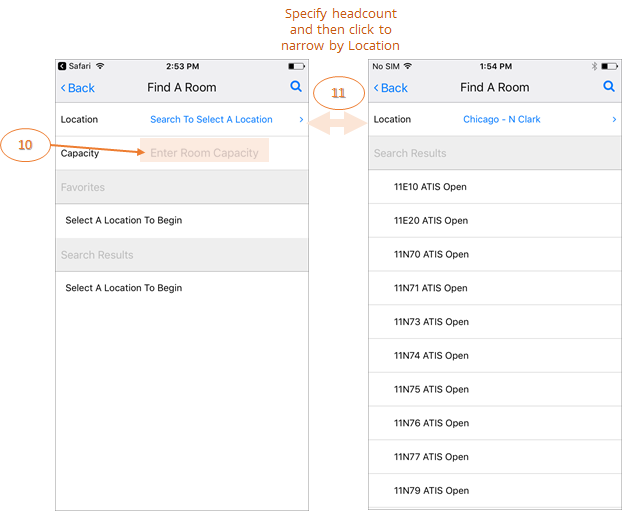 Specify headcount
and then click to
narrow by Location
Safari 2:53 PM
Back Find A Room
Location Search To Select A Location
10
Capacity Enter Room Capacity
Favorites
Select A Location To Begin
Search Results
Select A Location To Begin
11
No SIM 1:54 PM
Back Find A Room
Location Chicago - N Clark
Search Results
11E10 ATIS Open
11E20 ATIS Open
11N70 ATIS Open
11N71 ATIS Open
11N73 ATIS Open
11N74 ATIS Open
11N75 ATIS Open
11N76 ATIS Open
11N77 ATIS Open
11N79 ATIS Open